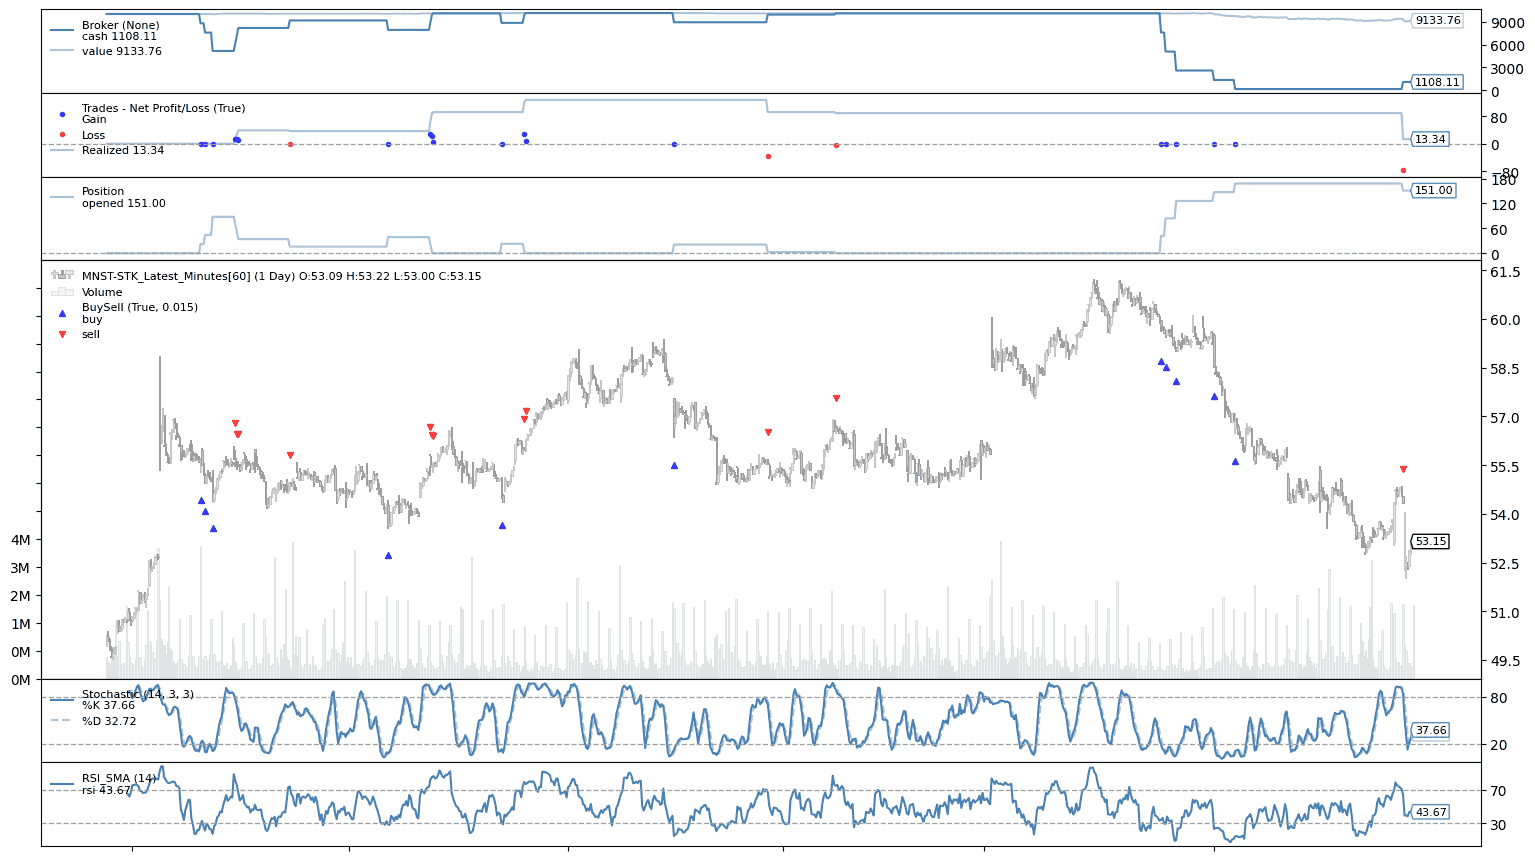 Broker (None)
cash 1108.11
value 9133.76
9133.76
1108.11
9000
6000
3000
0
Trades - Net Profit/Loss (True)
Gain
Loss
Realized 13.34
13.34
80
0
−80
Position
opened 151.00
151.00
180
120
60
0
MNST-STK_Latest_Minutes[60] (1 Day) O:53.09 H:53.22 L:53.00 C:53.15
Volume
BuySell (True, 0.015)
buy
sell
61.5
60.0
58.5
57.0
55.5
54.0
53.15
52.5
51.0
49.5
4M
3M
2M
1M
0M
0M
Stochastic (14, 3, 3)
%K 37.66
%D 32.72
80
37.66
20
RSI_SMA (14)
rsi 43.67
70
43.67
30